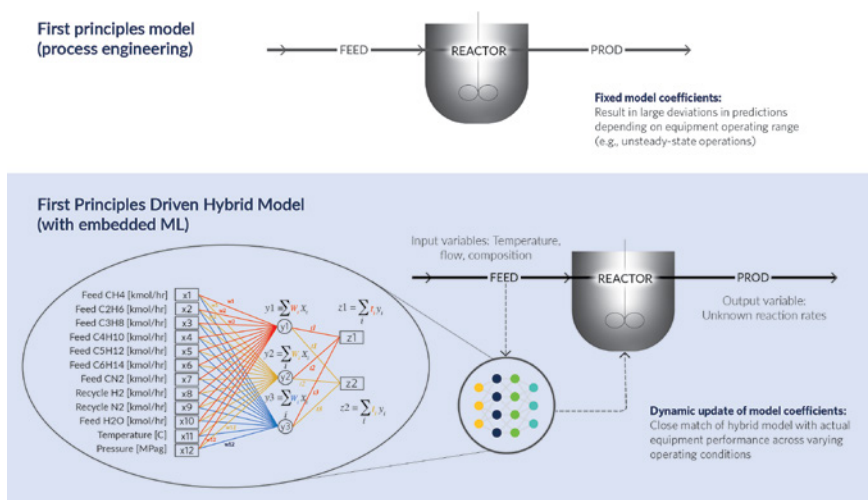 First principles model
(process engineering)
FEED
REACTOR
PROD
Fixed model coefficients:
Result in large deviations in predictions
depending on equipment operating range
(e.g., unsteady-state operations)
First Principles Driven Hybrid Model
(with embedded ML)
Input variables: Temperature,
flow, composition
FEED
REACTOR
PROD
Output variable:
Unknown reaction rates
Feed CH4 [kmol/hr] x1
Feed C2H6 [kmol/hr] x2
Feed C3H8 [kmol/hr] x3
Feed C4H10 [kmol/hr] x4
Feed C5H12 [kmol/hr] x5
Feed C6H14 [kmol/hr] x6
Feed CN2 [kmol/hr] x7
Recycle H2 [kmol/hr] x8
Recycle N2 [kmol/hr] x9
Feed H2O [kmol/hr] x10
Temperature [C] x11
Pressure [MPag] x12
y1
y2
y3
z1
z2
Dynamic update of model coefficients:
Close match of hybrid model with actual
equipment performance across varying
operating conditions